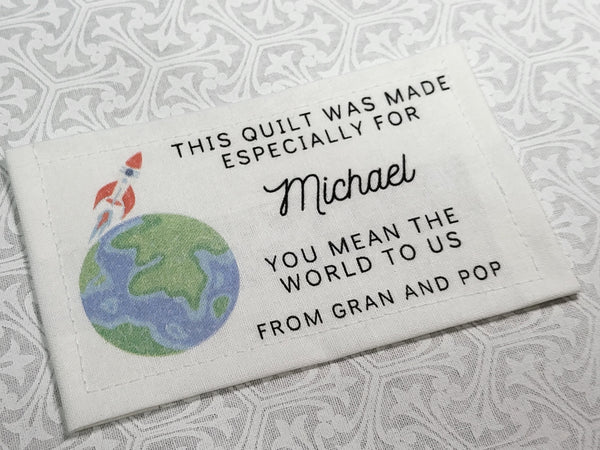 THIS QUILT WAS MADE
ESPECIALLY FOR
Michael
YOU MEAN THE
WORLD TO US
FROM GRAN AND POP